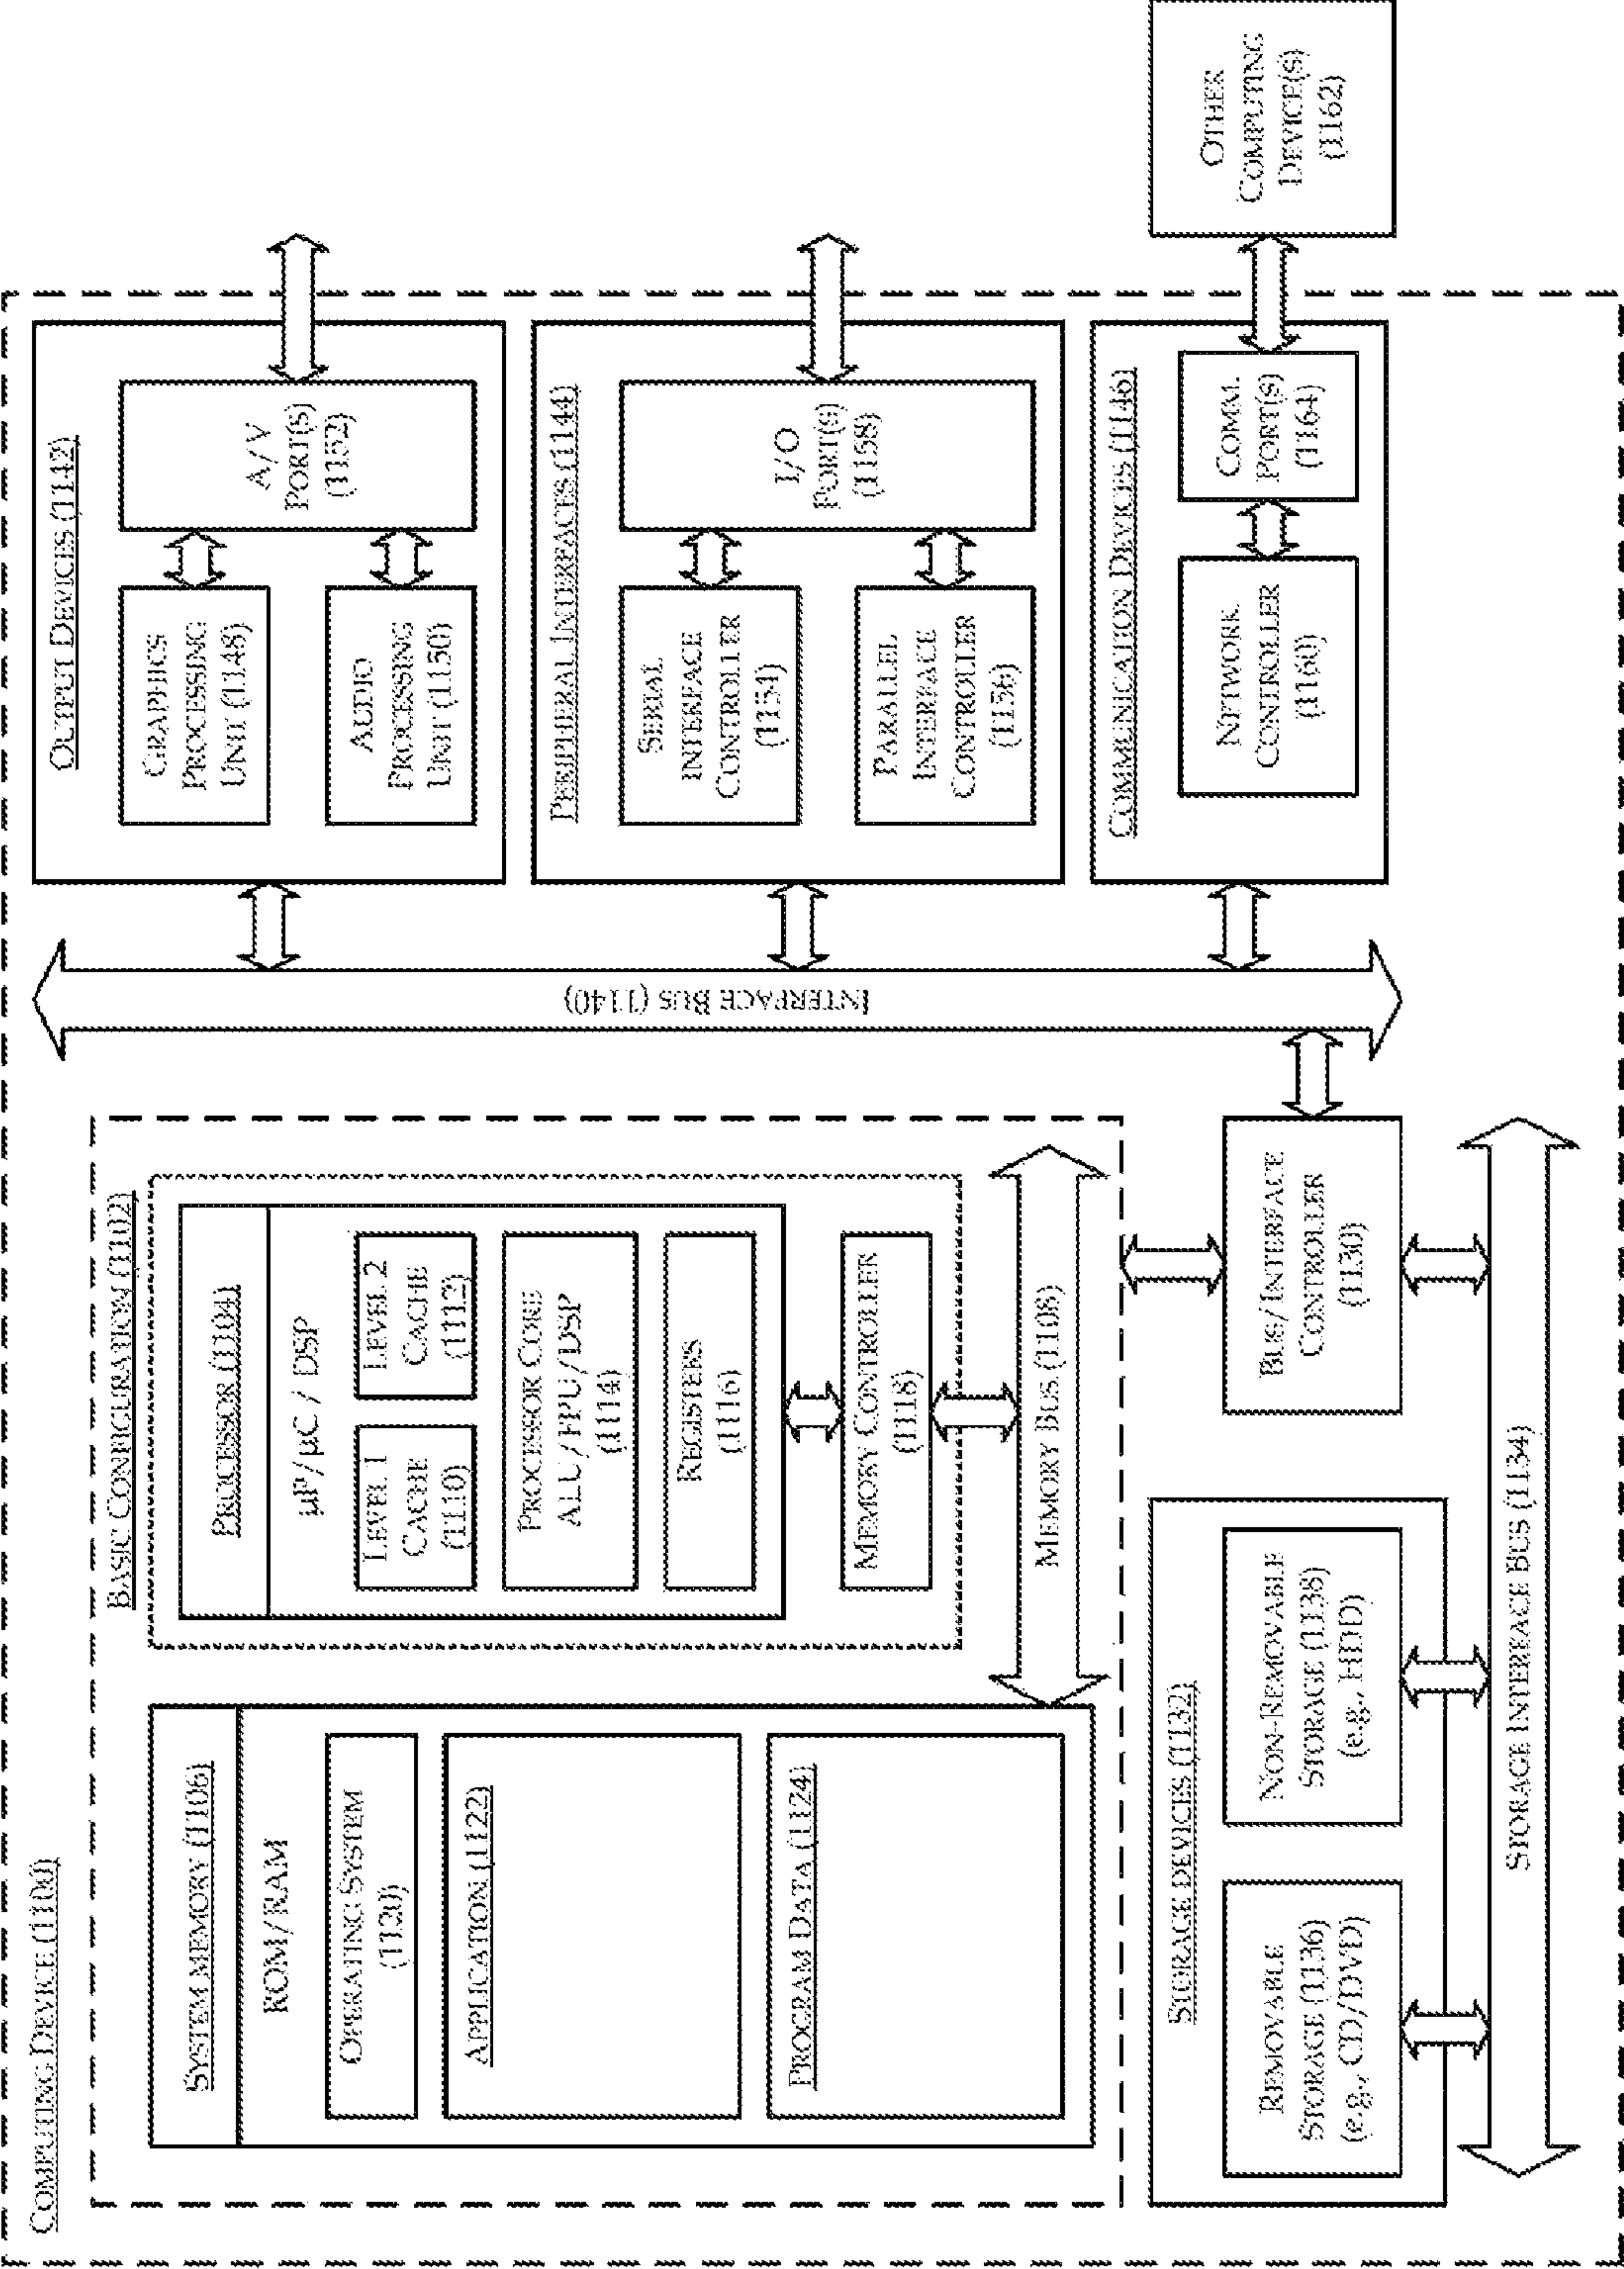 COMPUTING DEVICE (1100)
BASIC CONFIGURATION (1102)
SYSTEM MEMORY (1106)
ROM/RAM
OPERATING SYSTEM
(1120)
APPLICATION (1122)
PROGRAM DATA (1124)
PROCESSOR (1104)
µP/µC / DSP
LEVEL 1
CACHE
(1110)
LEVEL 2
CACHE
(1112)
PROCESSOR CORE
ALU/FPU/DSP
(1114)
REGISTERS
(1116)
MEMORY CONTROLLER
(1118)
MEMORY BUS (1108)
STORAGE DEVICES (1132)
REMOVABLE
STORAGE (1136)
(e.g., CD/DVD)
NON-REMOVABLE
STORAGE (1138)
(e.g., HDD)
STORAGE INTERFACE BUS (1134)
BUS/INTERFACE
CONTROLLER
(1130)
INTERFACE BUS (1140)
OUTPUT DEVICES (1142)
GRAPHICS
PROCESSING
UNIT (1148)
AUDIO
PROCESSING
UNIT (1150)
A/V
PORT(S)
(1152)
PERIPHERAL INTERFACES (1144)
SERIAL
INTERFACE
CONTROLLER
(1154)
PARALLEL
INTERFACE
CONTROLLER
(1156)
I/O
PORT(S)
(1158)
COMMUNICATION DEVICES (1146)
NETWORK
CONTROLLER
(1160)
COMM.
PORT(S)
(1164)
OTHER
COMPUTING
DEVICE(S)
(1162)